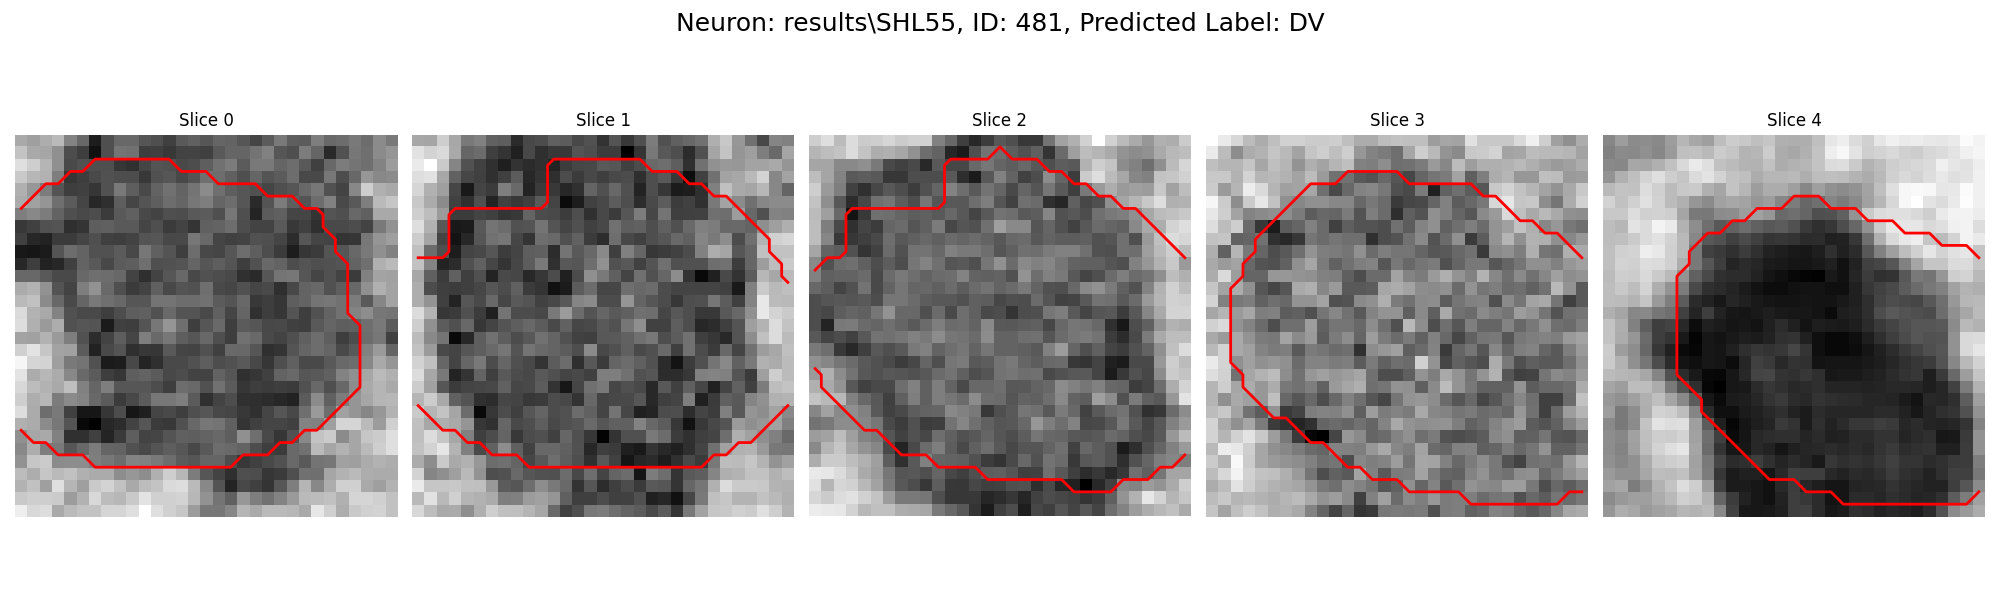 Neuron: results\SHL55, ID: 481, Predicted Label: DV
Slice 0
Slice 1
Slice 2
Slice 3
Slice 4